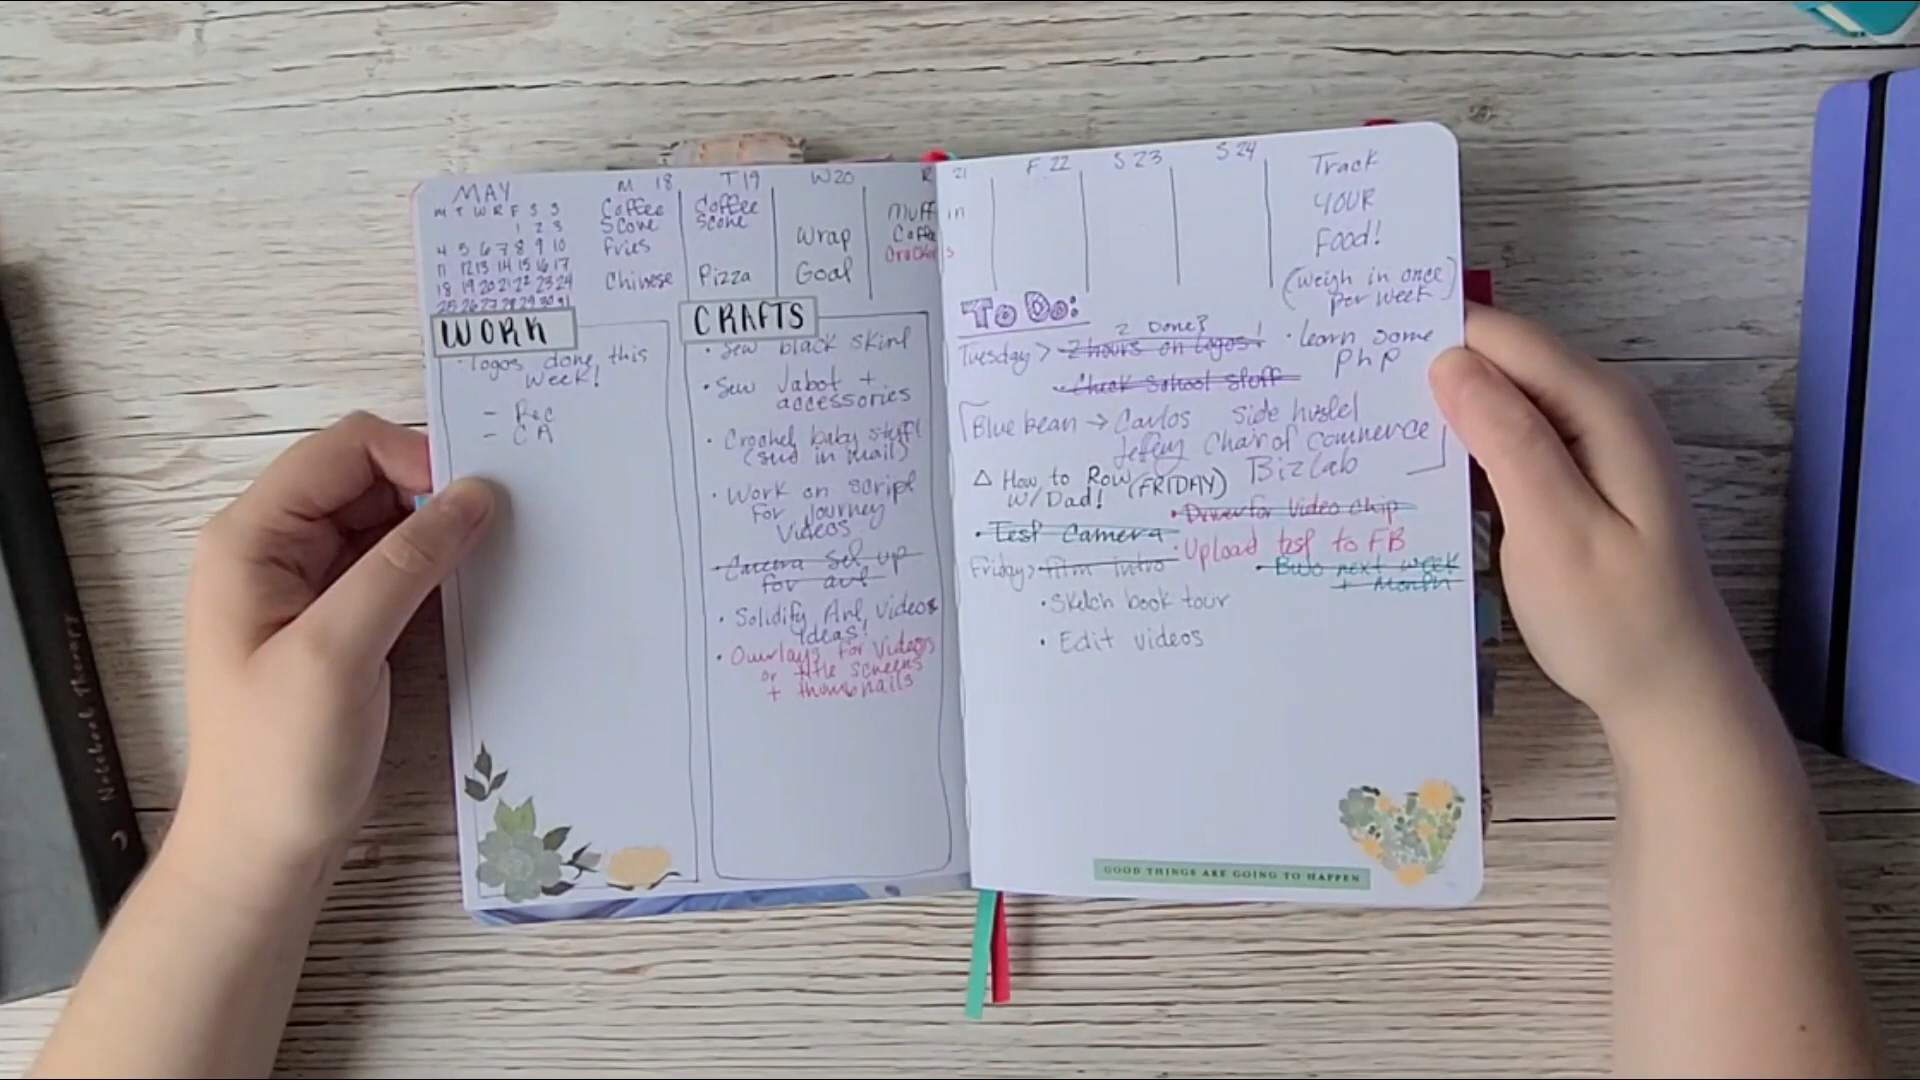 MAY
M T W R F S S
1 2 3
4 5 6 7 8 9 10
11 12 13 14 15 16 17
18 19 20 21 22 23 24
25 26 27 28 29 30 31
M 18
Coffee
Scone
Fries
Chinese
T 19
Coffee
Scone
Pizza
W 20
Wrap
Goal
R 21
Muffin
Coffee
F 22
S 23
S 24
Track
YOUR
Food!
(weigh in once
per week)
WORK
• logos done this
week!
- Rec
- CA
CRAFTS
• Sew black skirt
• Sew Jabot +
accessories
• Crochet baby stuff!
in mail)
• Work on script
For Journey
Videos
• Camera set up
for art
• Solidify Art videos
ideas!
• Overlays for videos
or title screens
+ thumbnails
To Do:
2 Done?
Tuesday > 2 hours on logos!
• Check School Stuff
• learn some
php
Blue bean → Carlos side
Jeffery of commerce
Bizlab
△ How to Row (FRIDAY)
w/ Dad!
• Driver for Video chip
• Test Camera
• Upload test to FB
Friday > Film intro
• BuJo next week
+ Month
• Sketch book tour
• Edit videos
GOOD THINGS ARE GOING TO HAPPEN
Notebook Therapy